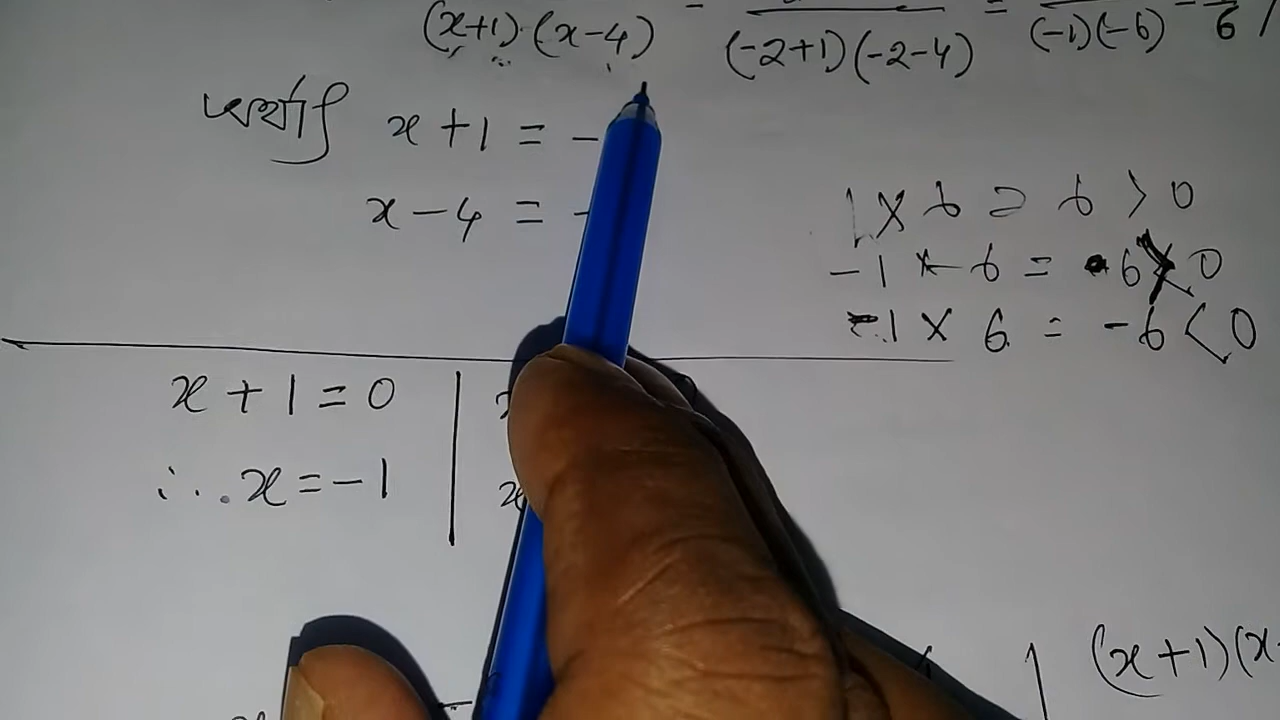 (x+1)·(x-4) - (-2+1)(-2-4) = (-1)(-6) - 6
x + 1 = -
x - 4 = -
1 × 6 = 6 > 0
-1 × -6 = 6 0
-1 × 6 = -6 < 0
x + 1 = 0
∴ x = -1
(x+1)(x-